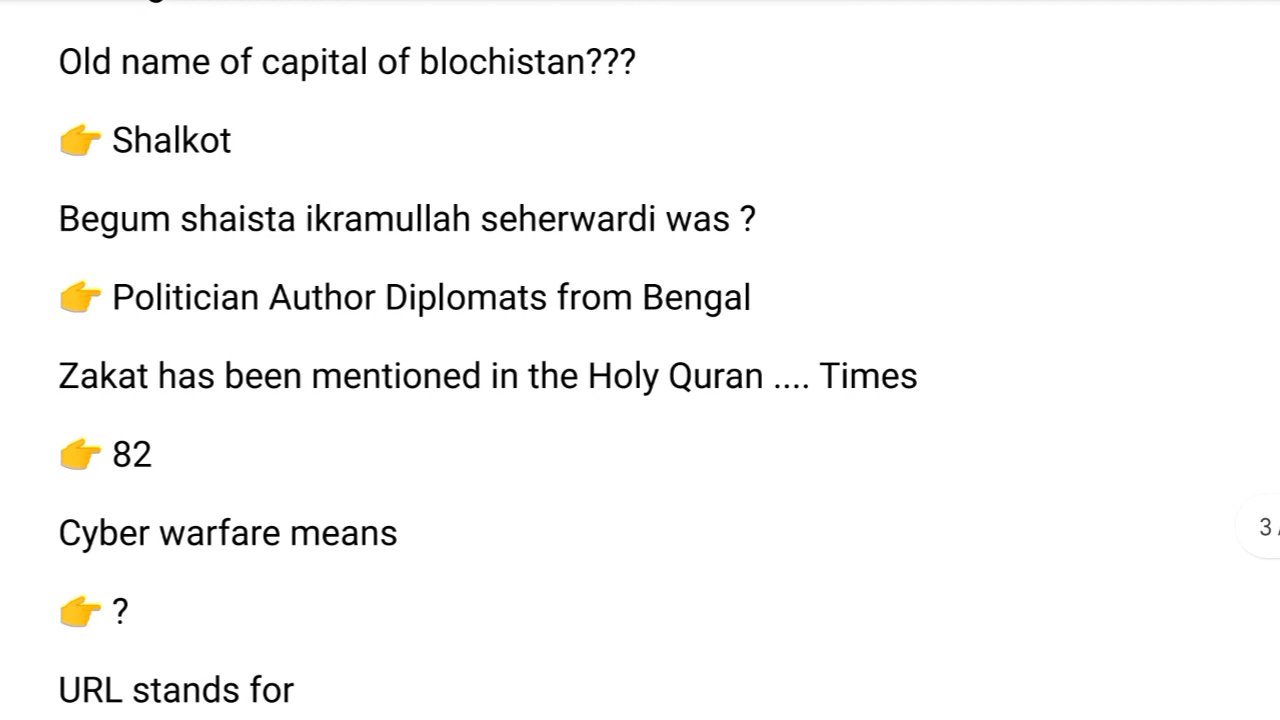 Old name of capital of blochistan???
👉 Shalkot
Begum shaista ikramullah seherwardi was ?
👉 Politician Author Diplomats from Bengal
Zakat has been mentioned in the Holy Quran .... Times
👉 82
Cyber warfare means
👉 ?
URL stands for
3 /